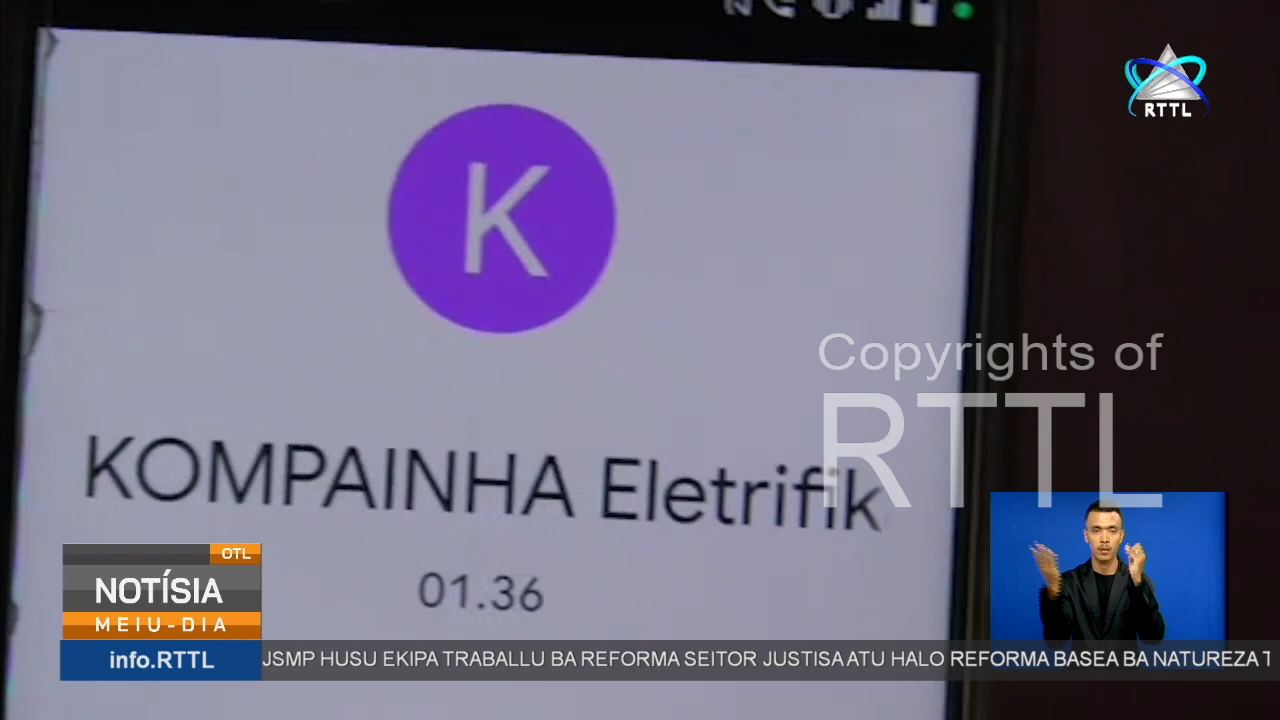 RTTL
K
Copyrights of
RTTL
KOMPAINHA Eletrifik
01.36
OTL
NOTÍSIA
MEIU-DIA
info.RTTL
JSMP HUSU EKIPA TRABALLU BA REFORMA SEITOR JUSTISA ATU HALO REFORMA BASEA BA NATUREZA